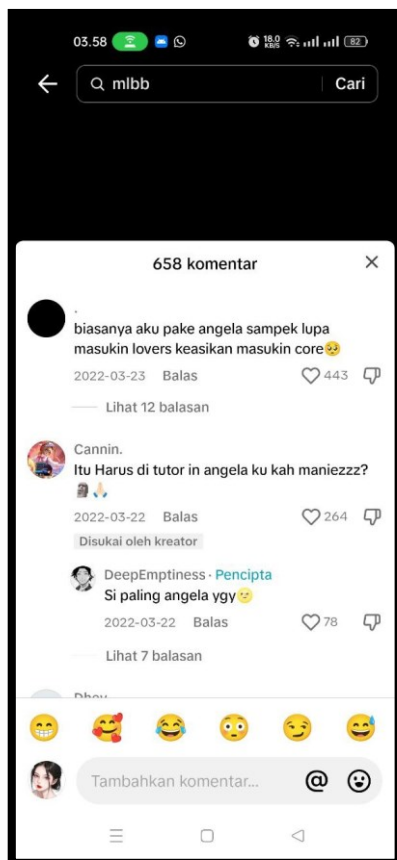 03.58
18.0
KB/S
82
mlbb
Cari
658 komentar
.
biasanya aku pake angela sampek lupa
masukin lovers keasikan masukin core🥺
2022-03-23 Balas 443
Lihat 12 balasan
Cannin.
Itu Harus di tutor in angela ku kah maniezzz?
🗿🙏🏻
2022-03-22 Balas 264
Disukai oleh kreator
DeepEmptiness · Pencipta
Si paling angela ygy🌝
2022-03-22 Balas 78
Lihat 7 balasan
Dhey
Tambahkan komentar...
@